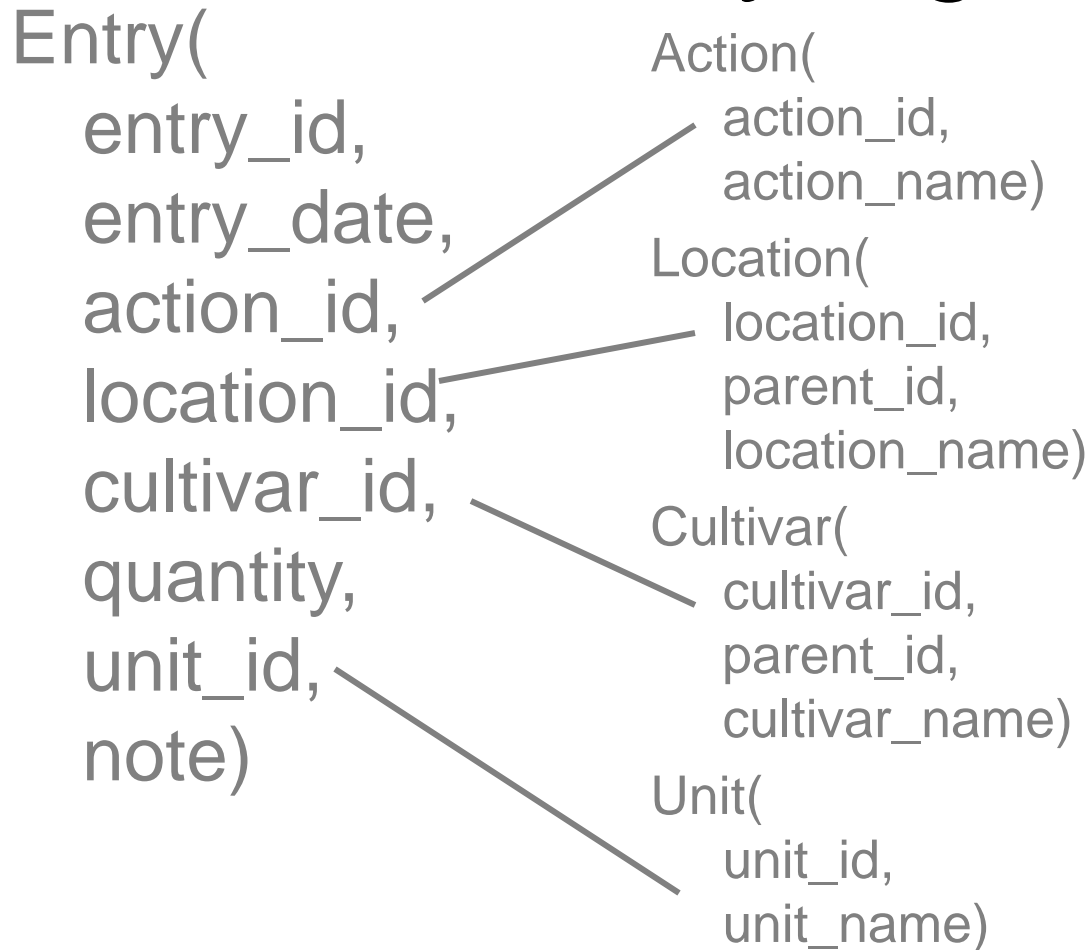 Entry(
entry_id,
entry_date,
action_id,
location_id,
cultivar_id,
quantity,
unit_id,
note)
Action(
action_id,
action_name)
Location(
location_id,
parent_id,
location_name)
Cultivar(
cultivar_id,
parent_id,
cultivar_name)
Unit(
unit_id,
unit_name)